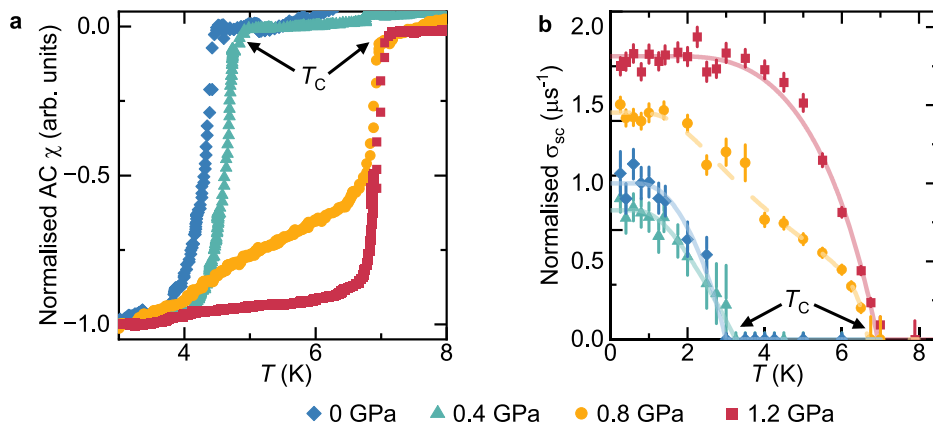 a
b
Normalised AC χ (arb. units)
0.0
−0.5
−1.0
T_C
4
6
8
T (K)
Normalised σ_sc (μs⁻¹)
2.0
1.5
1.0
0.5
0.0
T_C
0
2
4
6
8
T (K)
0 GPa 0.4 GPa 0.8 GPa 1.2 GPa